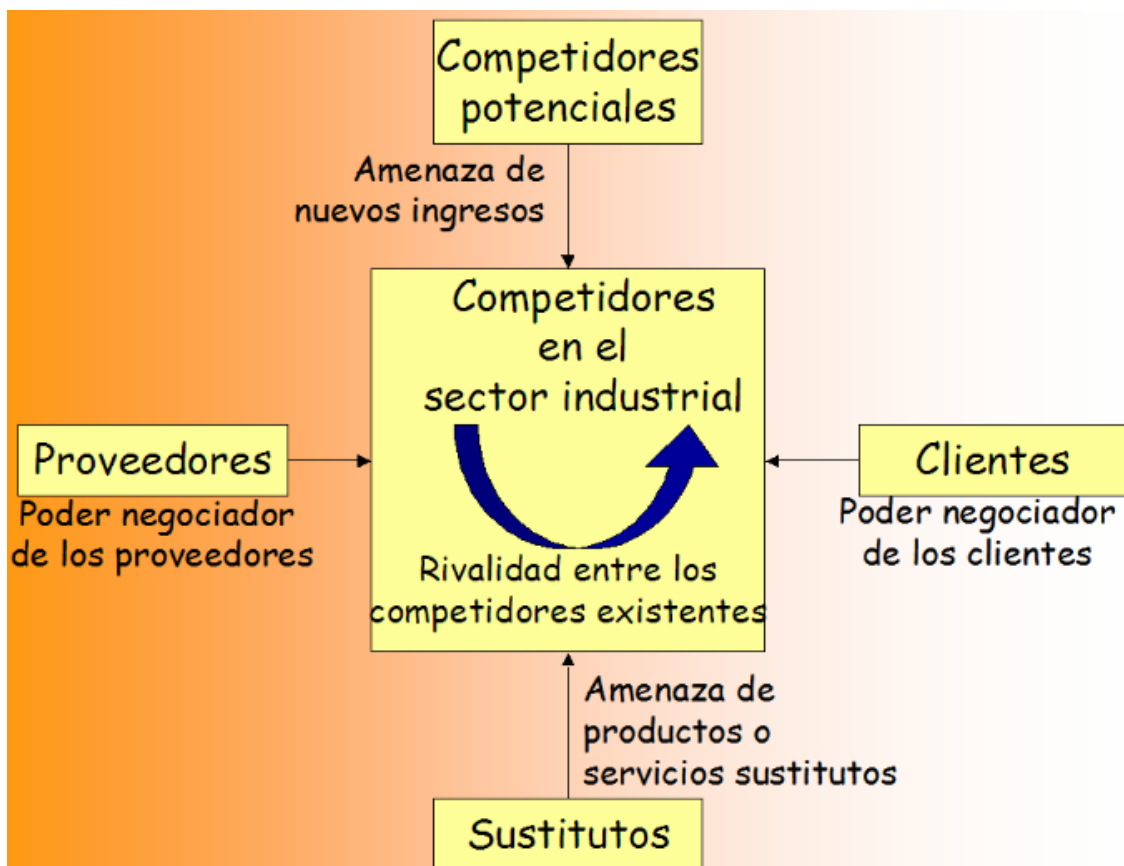 Competidores
potenciales
Amenaza de
nuevos ingresos
Competidores
en el
sector industrial
Proveedores
Poder negociador
de los proveedores
Clientes
Poder negociador
de los clientes
Rivalidad entre los
competidores existentes
Amenaza de
productos o
servicios sustitutos
Sustitutos